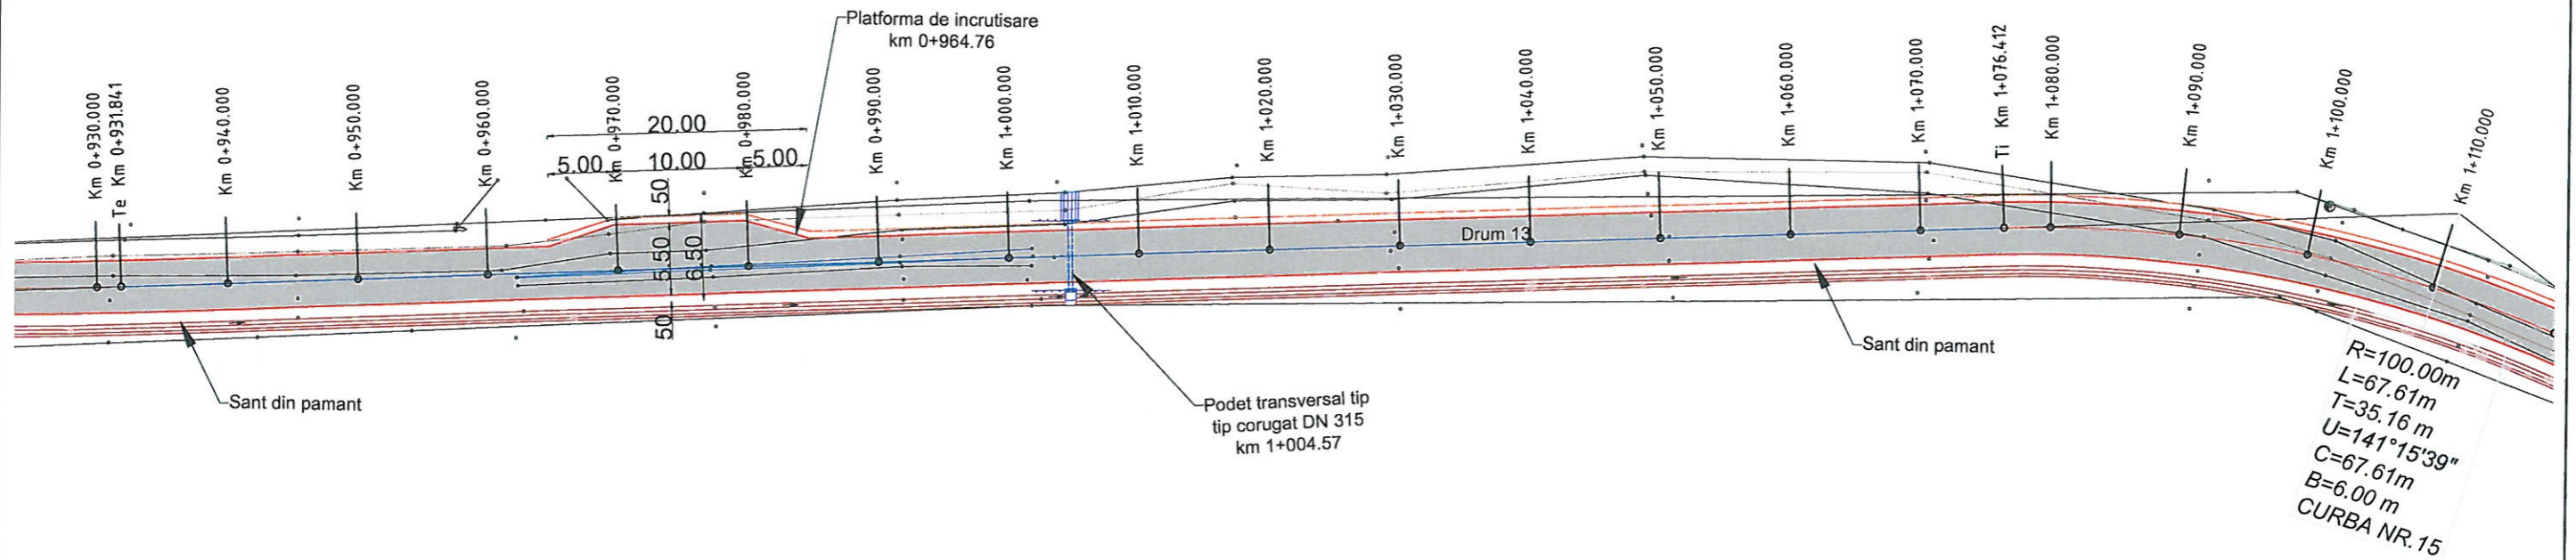 Platforma de incrutisare
km 0+964.76
Km 0+930.000
Te Km 0+931.841
Km 0+940.000
Km 0+950.000
Km 0+960.000
Km 0+970.000
Km 0+980.000
Km 0+990.000
Km 1+000.000
Km 1+010.000
Km 1+020.000
Km 1+030.000
Km 1+040.000
Km 1+050.000
Km 1+060.000
Km 1+070.000
Ti Km 1+076.412
Km 1+080.000
Km 1+090.000
Km 1+100.000
Km 1+110.000
20.00
5.00
10.00
5.00
50
5.50
6.50
50
Drum 13
Sant din pamant
Sant din pamant
Podet transversal tip
tip corugat DN 315
km 1+004.57
R=100.00m
L=67.61m
T=35.16 m
U=141°15'39"
C=67.61m
B=6.00 m
CURBA NR.15